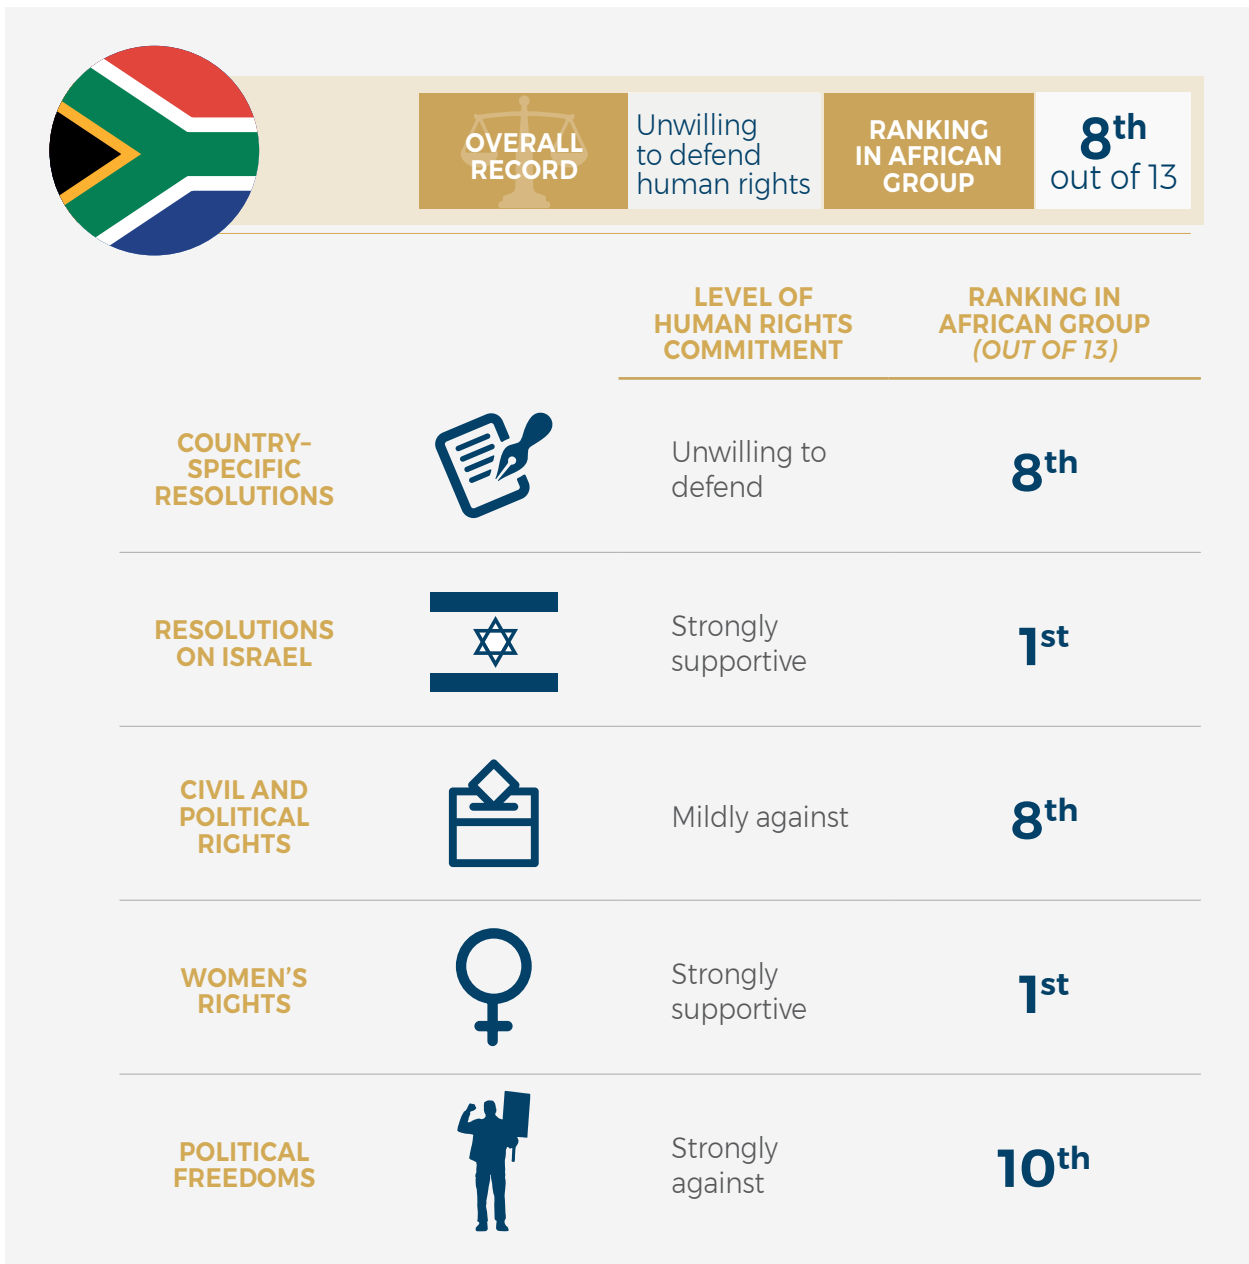 OVERALL
RECORD
Unwilling
to defend
human rights
RANKING
IN AFRICAN
GROUP
8th
out of 13
LEVEL OF
HUMAN RIGHTS
COMMITMENT
RANKING IN
AFRICAN GROUP
(OUT OF 13)
COUNTRY–
SPECIFIC
RESOLUTIONS
Unwilling to
defend
8th
RESOLUTIONS
ON ISRAEL
Strongly
supportive
1st
CIVIL AND
POLITICAL
RIGHTS
Mildly against
8th
WOMEN’S
RIGHTS
Strongly
supportive
1st
POLITICAL
FREEDOMS
Strongly
against
10th